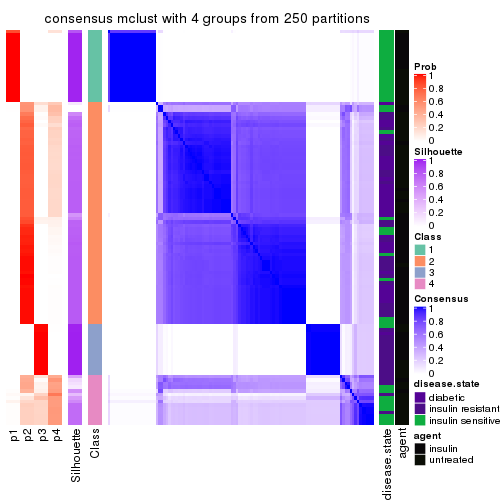 consensus mclust with 4 groups from 250 partitions
Prob
1
0.8
0.6
0.4
0.2
0
Silhouette
1
0.8
0.6
0.4
0.2
0
Class
1
2
3
4
Consensus
1
0.8
0.6
0.4
0.2
0
disease.state
diabetic
insulin resistant
insulin sensitive
agent
insulin
untreated
p1
p2
p3
p4
Silhouette
Class
disease.state
agent